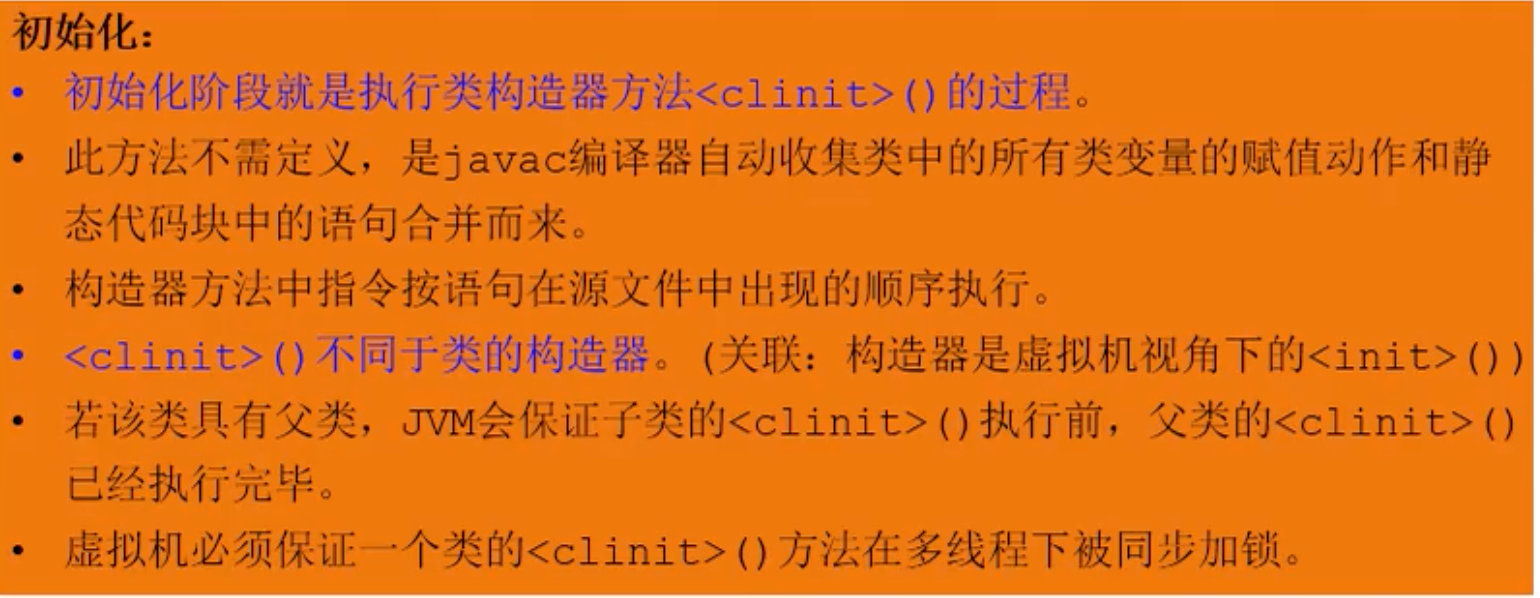 初始化：
• 初始化阶段就是执行类构造器方法<clinit>()的过程。
• 此方法不需定义，是javac编译器自动收集类中的所有类变量的赋值动作和静
态代码块中的语句合并而来。
• 构造器方法中指令按语句在源文件中出现的顺序执行。
• <clinit>()不同于类的构造器。(关联：构造器是虚拟机视角下的<init>())
• 若该类具有父类，JVM会保证子类的<clinit>()执行前，父类的<clinit>()
已经执行完毕。
• 虚拟机必须保证一个类的<clinit>()方法在多线程下被同步加锁。